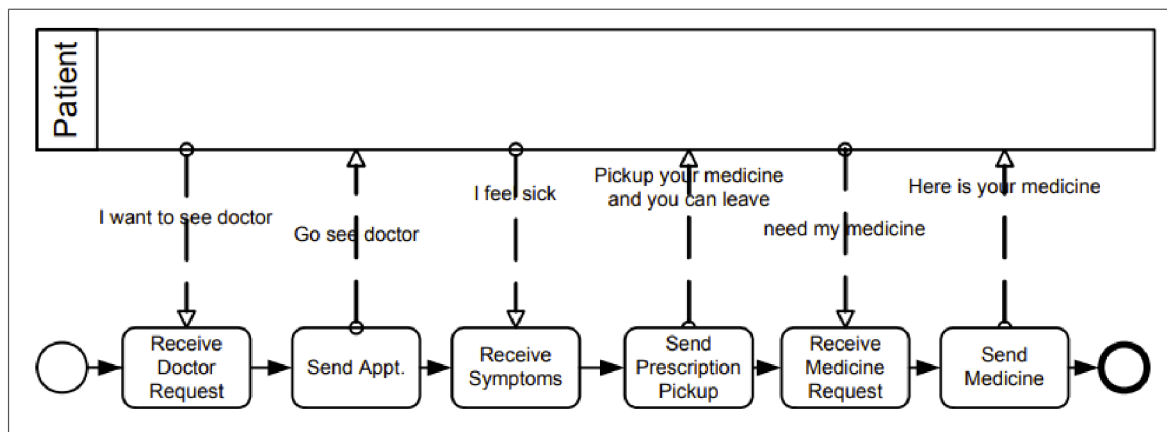 Patient
I want to see doctor
Go see doctor
I feel sick
Pickup your medicine
and you can leave
need my medicine
Here is your medicine
Receive
Doctor
Request
Send Appt.
Receive
Symptoms
Send
Prescription
Pickup
Receive
Medicine
Request
Send
Medicine